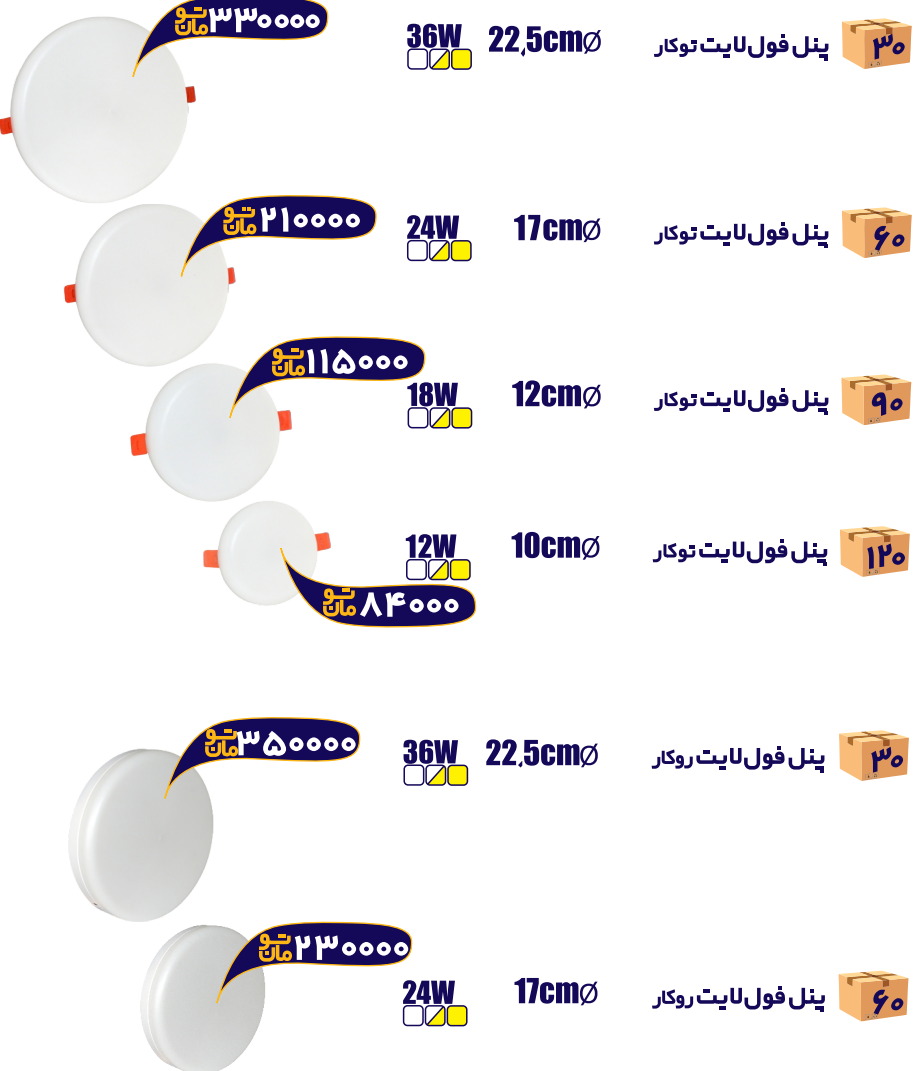 ۳۰ پنل فول‌لایت توکار 22,5cmØ 36W ۳۳۰۰۰۰ تومان
۶۰ پنل فول‌لایت توکار 17cmØ 24W ۲۱۰۰۰۰ تومان
۹۰ پنل فول‌لایت توکار 12cmØ 18W ۱۱۵۰۰۰ تومان
۱۲۰ پنل فول‌لایت توکار 10cmØ 12W ۸۴۰۰۰ تومان
۳۰ پنل فول‌لایت روکار 22,5cmØ 36W ۳۵۰۰۰۰ تومان
۶۰ پنل فول‌لایت روکار 17cmØ 24W ۲۳۰۰۰۰ تومان